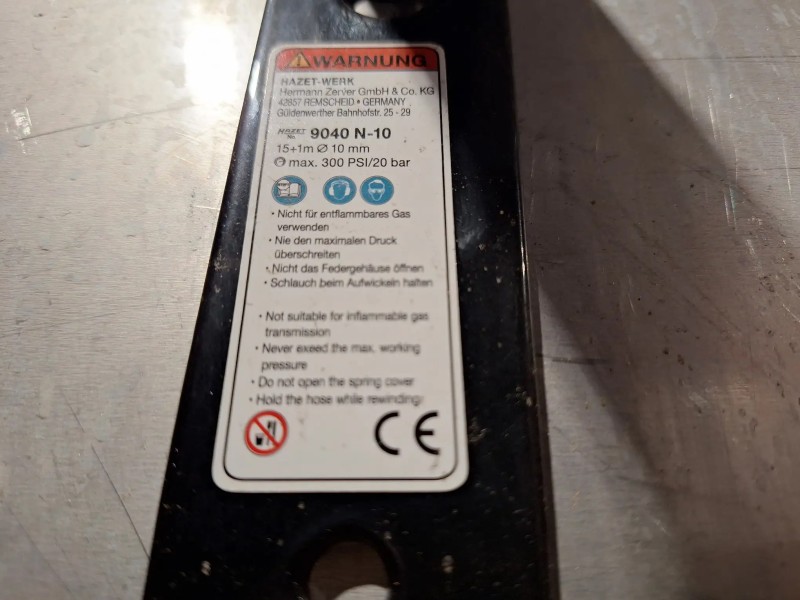 WARNUNG
HAZET-WERK
Hermann Zerver GmbH & Co. KG
42857 REMSCHEID • GERMANY
Güldenwerther Bahnhofstr. 25 - 29
HAZET No. 9040 N-10
15+1m Ø 10 mm
max. 300 PSI/20 bar
• Nicht für entflammbares Gas
verwenden
• Nie den maximalen Druck
überschreiten
• Nicht das Federgehäuse öffnen
• Schlauch beim Aufwickeln halten
• Not suitable for inflammable gas
transmission
• Never exeed the max. working
pressure
• Do not open the spring cover
• Hold the hose while rewinding
CE